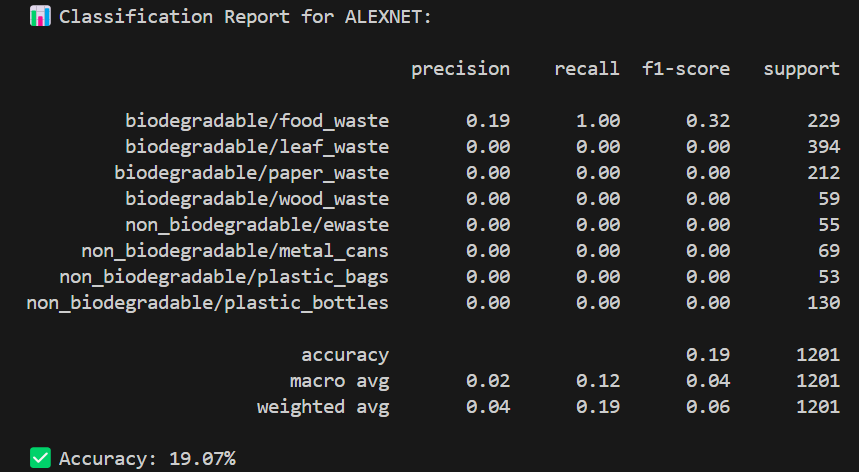 📊 Classification Report for ALEXNET:
precision recall f1-score support
biodegradable/food_waste 0.19 1.00 0.32 229
biodegradable/leaf_waste 0.00 0.00 0.00 394
biodegradable/paper_waste 0.00 0.00 0.00 212
biodegradable/wood_waste 0.00 0.00 0.00 59
non_biodegradable/ewaste 0.00 0.00 0.00 55
non_biodegradable/metal_cans 0.00 0.00 0.00 69
non_biodegradable/plastic_bags 0.00 0.00 0.00 53
non_biodegradable/plastic_bottles 0.00 0.00 0.00 130
accuracy 0.19 1201
macro avg 0.02 0.12 0.04 1201
weighted avg 0.04 0.19 0.06 1201
✅ Accuracy: 19.07%